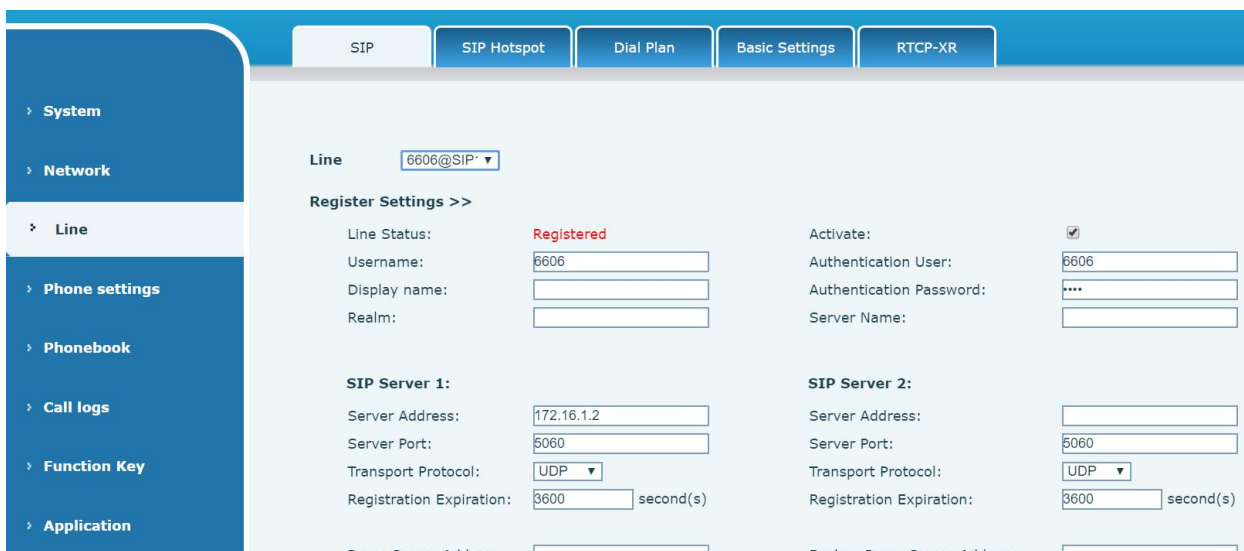 SIP
SIP Hotspot
Dial Plan
Basic Settings
RTCP-XR
System
Network
Line
Phone settings
Phonebook
Call logs
Function Key
Application
Line 6606@SIP1
Register Settings >>
Line Status: Registered Activate:
Username: 6606 Authentication User: 6606
Display name: Authentication Password: ••••
Realm: Server Name:
SIP Server 1: SIP Server 2:
Server Address: 172.16.1.2 Server Address:
Server Port: 5060 Server Port: 5060
Transport Protocol: UDP Transport Protocol: UDP
Registration Expiration: 3600 second(s) Registration Expiration: 3600 second(s)